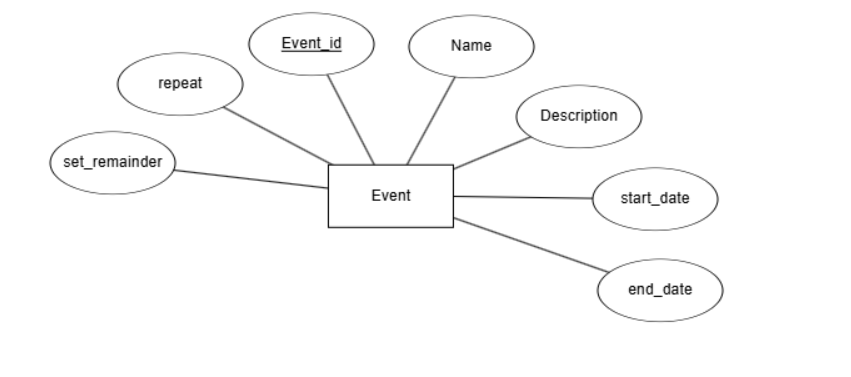 Event_id
Name
repeat
Description
set_remainder
Event
start_date
end_date